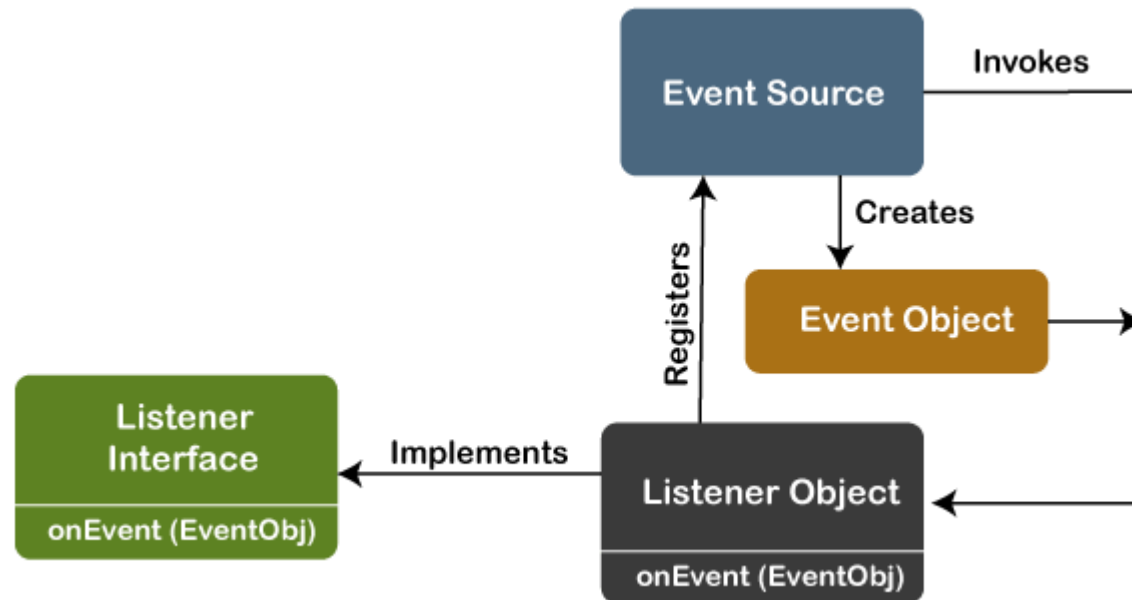 Event Source
Invokes
Creates
Registers
Event Object
Listener
Interface
onEvent (EventObj)
Implements
Listener Object
onEvent (EventObj)